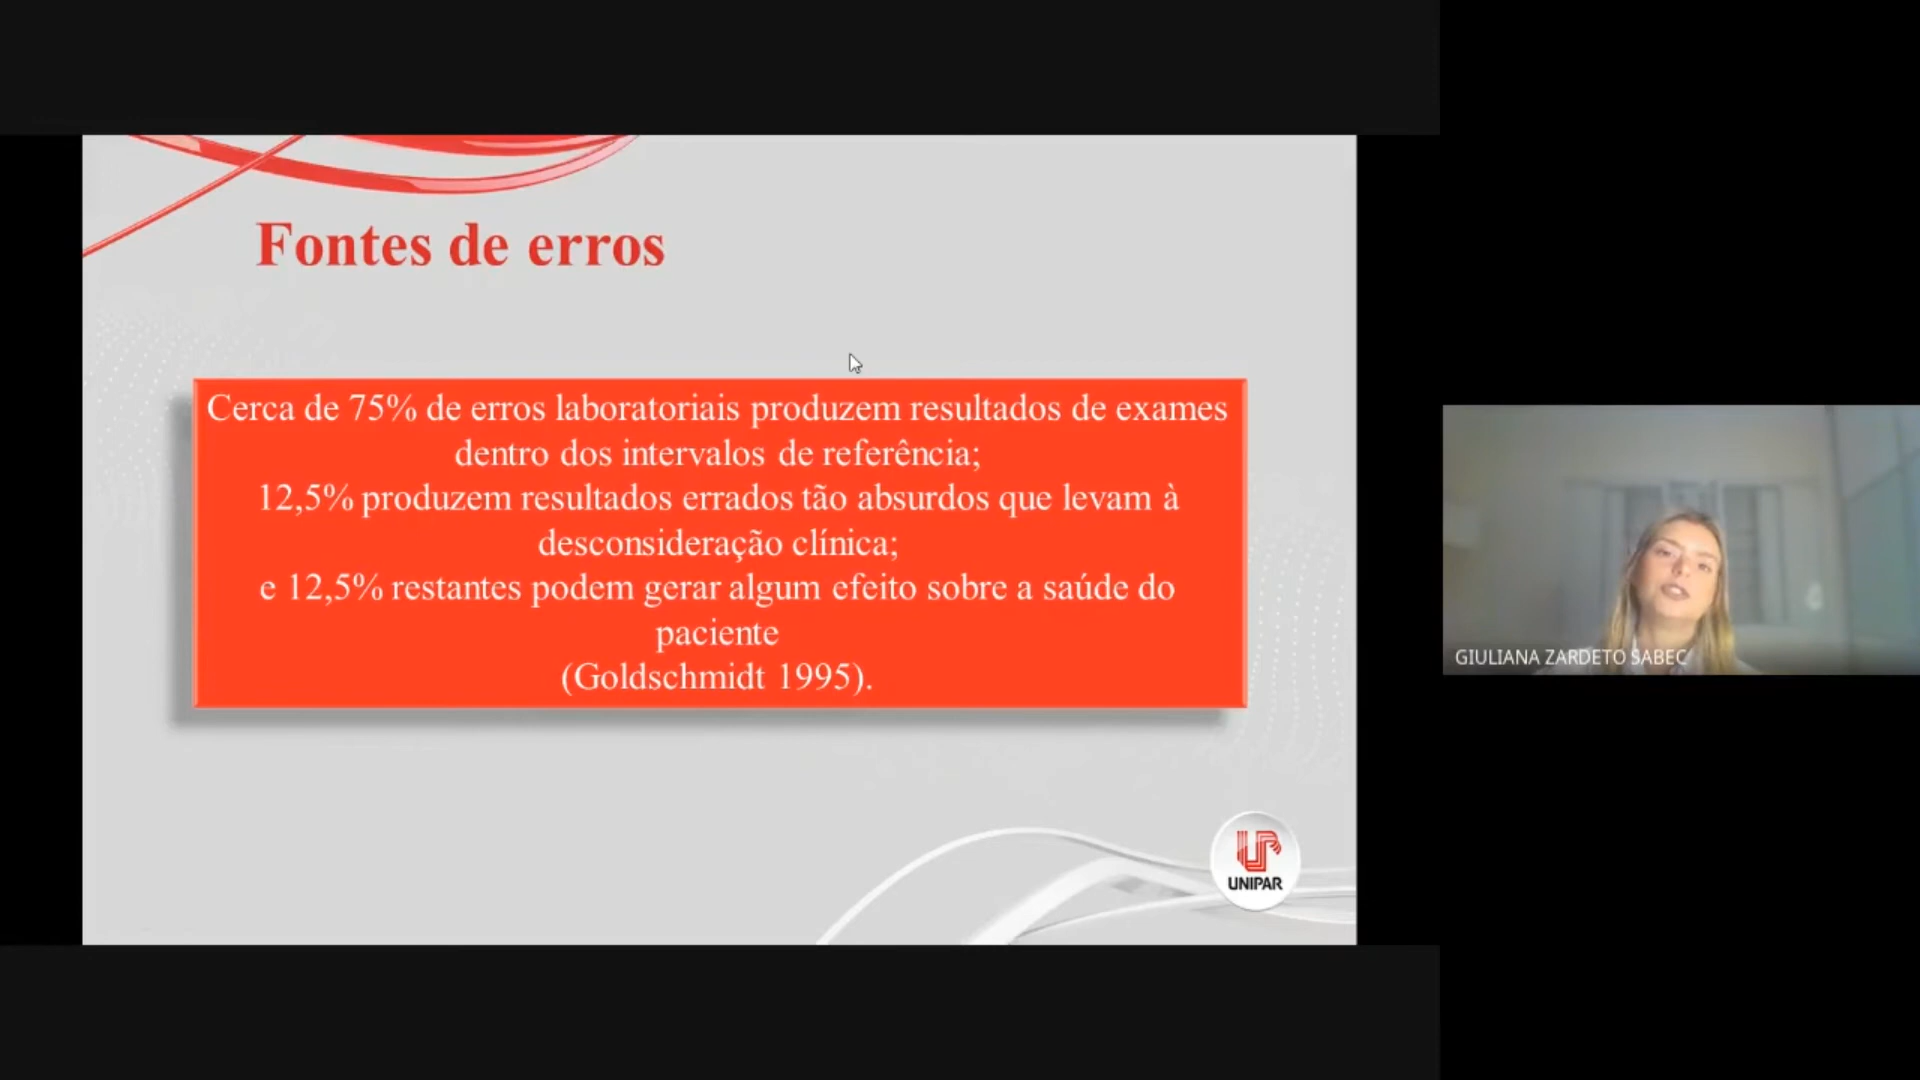 Fontes de erros
Cerca de 75% de erros laboratoriais produzem resultados de exames
dentro dos intervalos de referência;
12,5% produzem resultados errados tão absurdos que levam à
desconsideração clínica;
e 12,5% restantes podem gerar algum efeito sobre a saúde do
paciente
(Goldschmidt 1995).
GIULIANA ZARDETO SABEC
UNIPAR